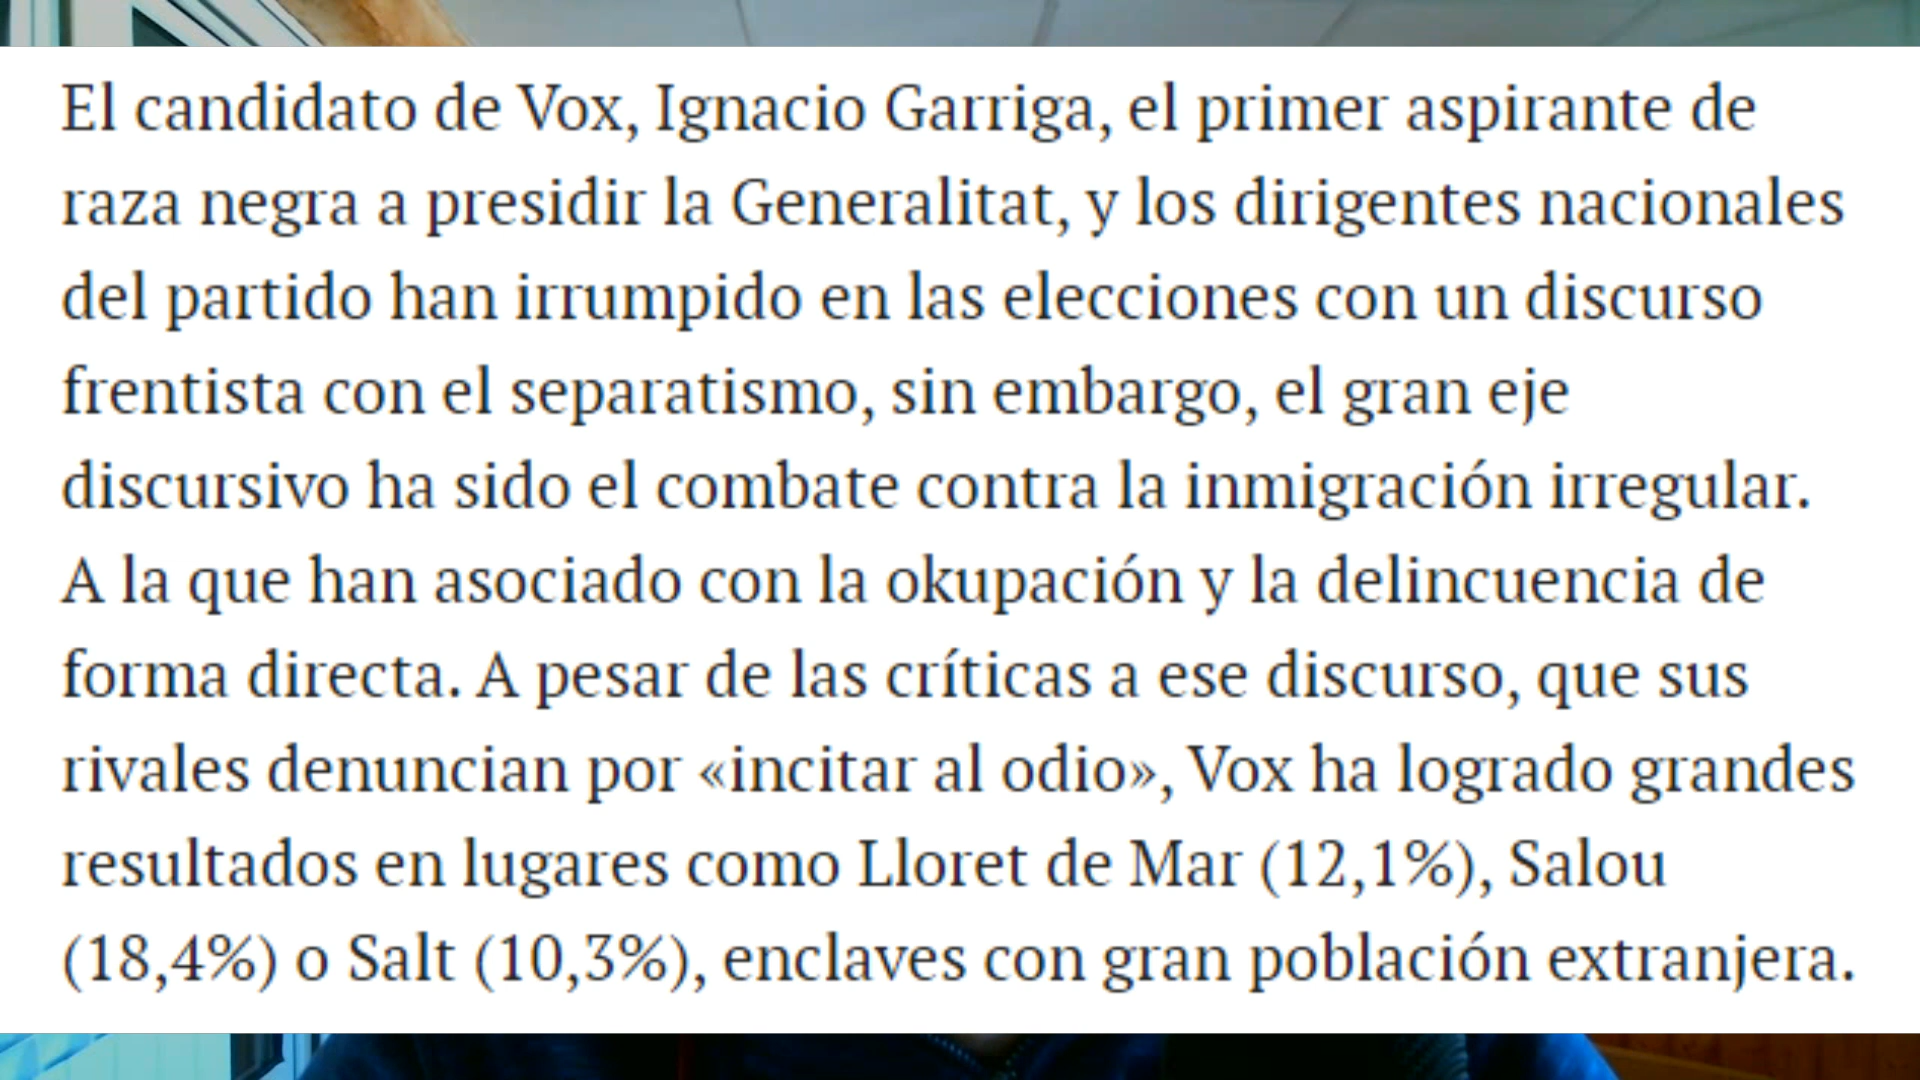 El candidato de Vox, Ignacio Garriga, el primer aspirante de
raza negra a presidir la Generalitat, y los dirigentes nacionales
del partido han irrumpido en las elecciones con un discurso
frentista con el separatismo, sin embargo, el gran eje
discursivo ha sido el combate contra la inmigración irregular.
A la que han asociado con la okupación y la delincuencia de
forma directa. A pesar de las críticas a ese discurso, que sus
rivales denuncian por «incitar al odio», Vox ha logrado grandes
resultados en lugares como Lloret de Mar (12,1%), Salou
(18,4%) o Salt (10,3%), enclaves con gran población extranjera.